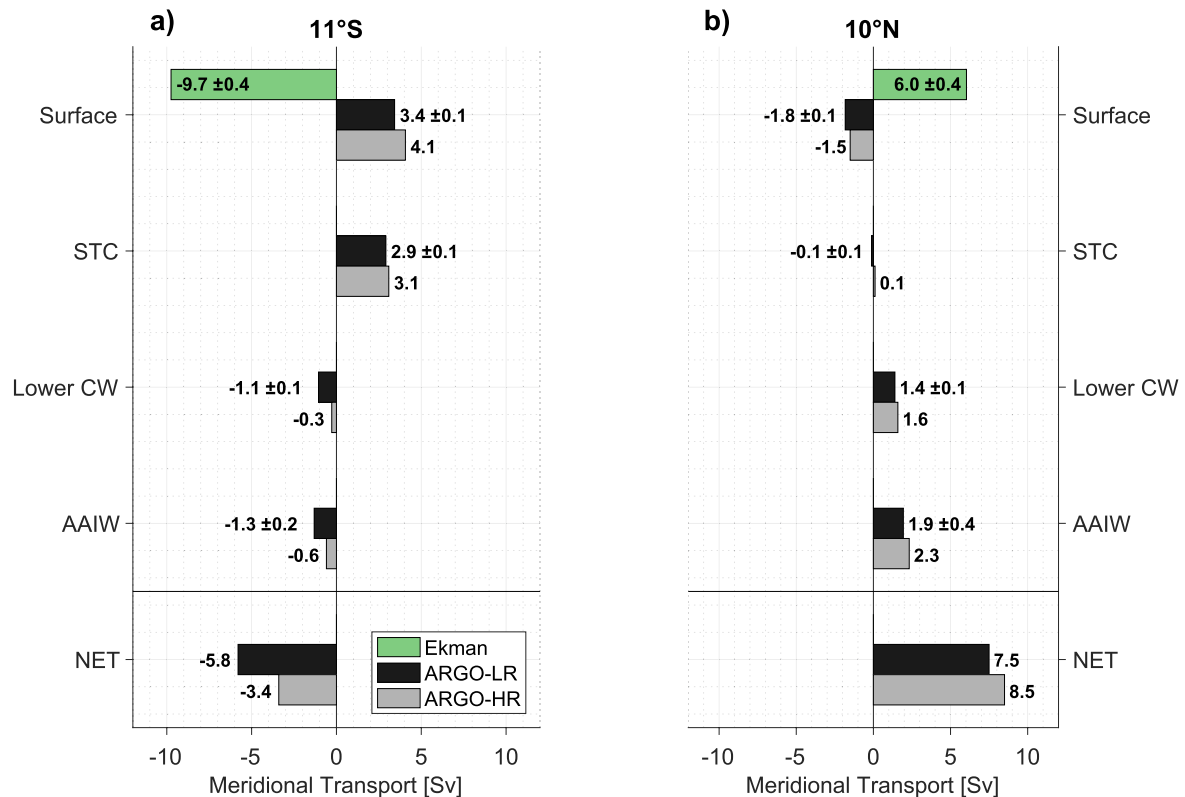 a)
11°S
-9.7 ±0.4
Surface
3.4 ±0.1
4.1
STC
2.9 ±0.1
3.1
Lower CW
-1.1 ±0.1
-0.3
AAIW
-1.3 ±0.2
-0.6
NET
-5.8
-3.4
Ekman
ARGO-LR
ARGO-HR
-10 -5 0 5 10
Meridional Transport [Sv]
b)
10°N
6.0 ±0.4
-1.8 ±0.1
Surface
-1.5
-0.1 ±0.1
STC
0.1
1.4 ±0.1
Lower CW
1.6
1.9 ±0.4
AAIW
2.3
7.5
NET
8.5
-10 -5 0 5 10
Meridional Transport [Sv]